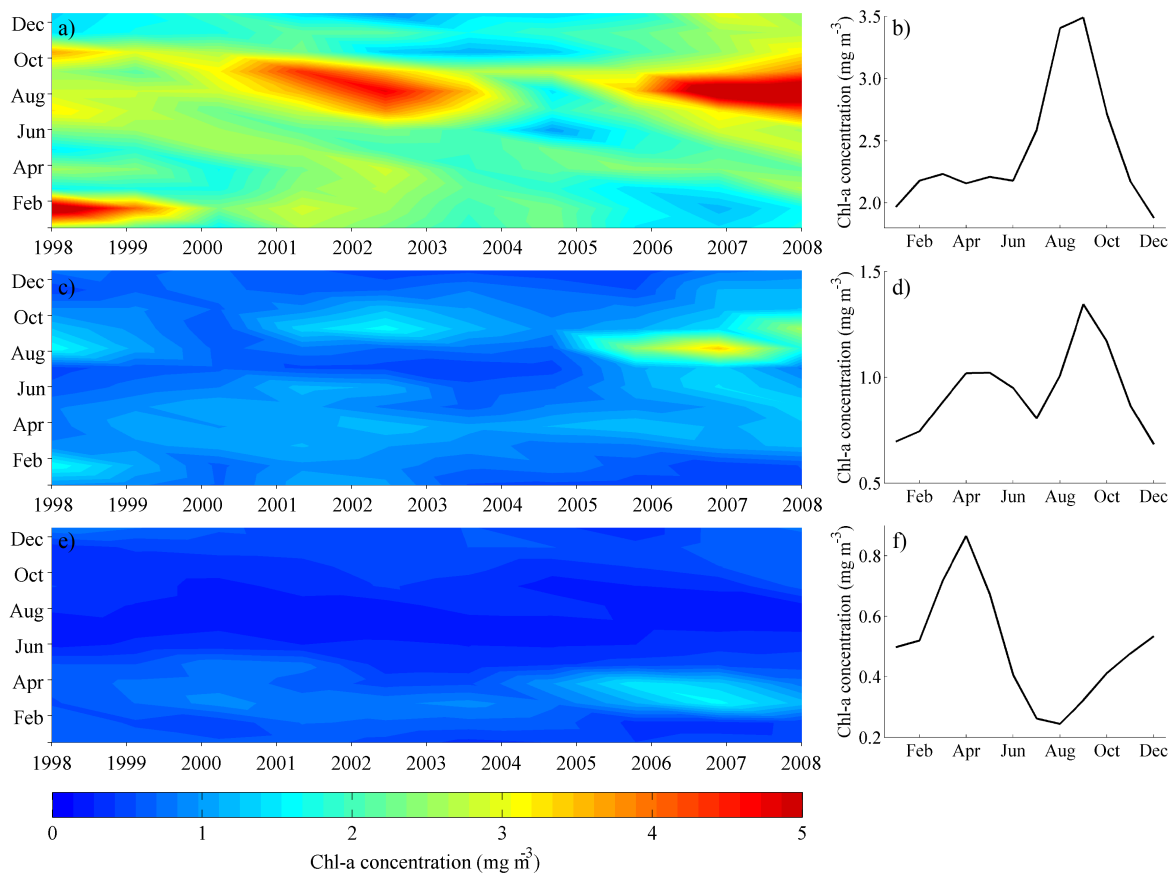 a)
Dec
Oct
Aug
Jun
Apr
Feb
1998 1999 2000 2001 2002 2003 2004 2005 2006 2007 2008
b)
Chl-a concentration (mg m-3)
3.5
3.0
2.5
2.0
Feb Apr Jun Aug Oct Dec
c)
Dec
Oct
Aug
Jun
Apr
Feb
1998 1999 2000 2001 2002 2003 2004 2005 2006 2007 2008
d)
Chl-a concentration (mg m-3)
1.5
1.0
0.5
Feb Apr Jun Aug Oct Dec
e)
Dec
Oct
Aug
Jun
Apr
Feb
1998 1999 2000 2001 2002 2003 2004 2005 2006 2007 2008
f)
Chl-a concentration (mg m-3)
0.8
0.6
0.4
0.2
Feb Apr Jun Aug Oct Dec
0 1 2 3 4 5
Chl-a concentration (mg m-3)